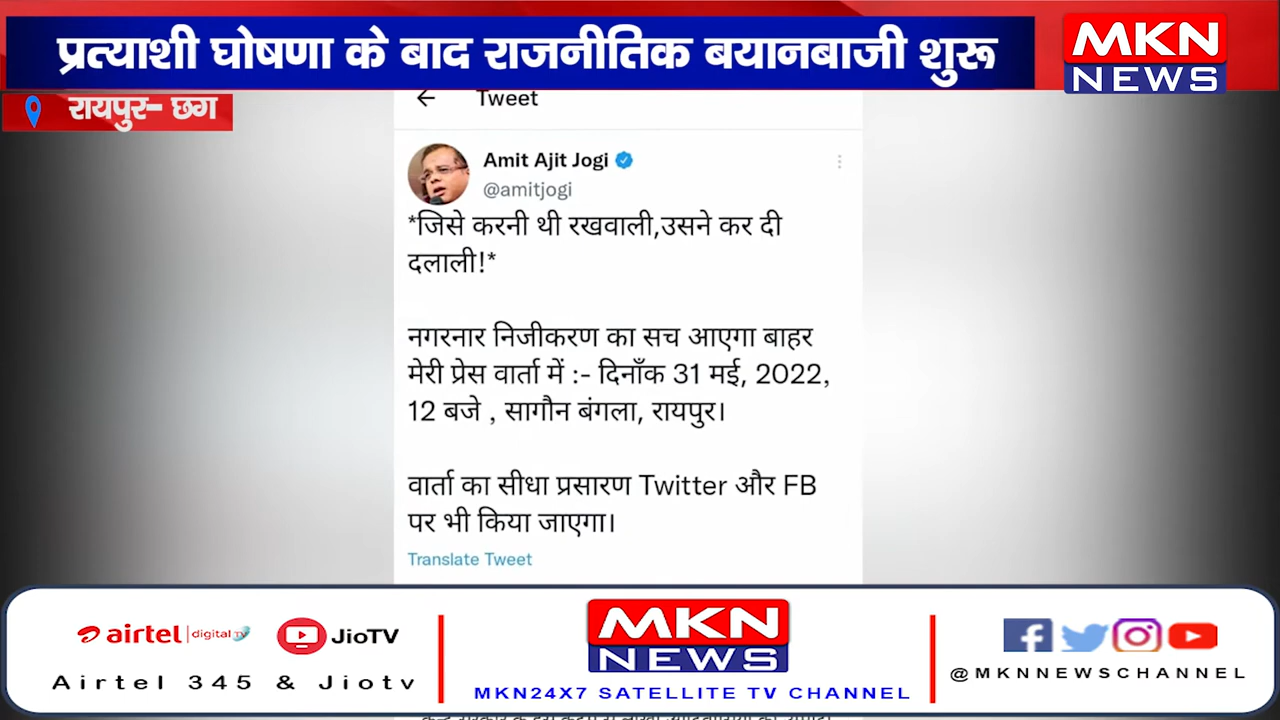 प्रत्याशी घोषणा के बाद राजनीतिक बयानबाजी शुरू
MKN
NEWS
रायपुर- छग
Tweet
Amit Ajit Jogi
@amitjogi
*जिसे करनी थी रखवाली,उसने कर दी
दलाली!*
नगरनार निजीकरण का सच आएगा बाहर
मेरी प्रेस वार्ता में :- दिनाँक 31 मई, 2022,
12 बजे , सागौन बंगला, रायपुर।
वार्ता का सीधा प्रसारण Twitter और FB
पर भी किया जाएगा।
Translate Tweet
airtel digital TV
JioTV
Airtel 345 & Jiotv
MKN
NEWS
MKN24X7 SATELLITE TV CHANNEL
@MKNNEWSCHANNEL